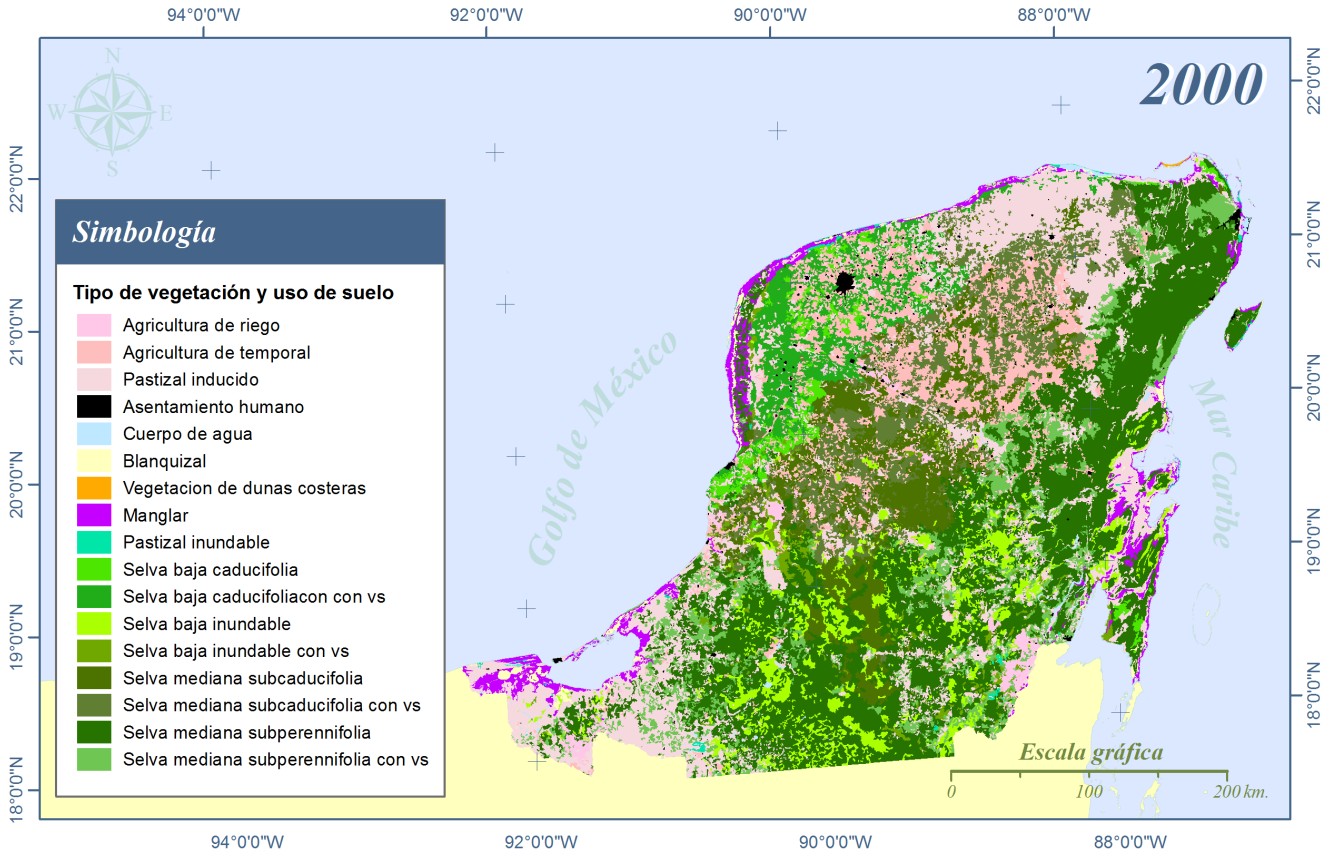 94°0'0"W
92°0'0"W
90°0'0"W
88°0'0"W
N
W
E
S
2000
22°0'0"N
21°0'0"N
20°0'0"N
19°0'0"N
18°0'0"N
22°0'0"N
21°0'0"N
20°0'0"N
19°0'0"N
18°0'0"N
Simbología
Tipo de vegetación y uso de suelo
Agricultura de riego
Agricultura de temporal
Pastizal inducido
Asentamiento humano
Cuerpo de agua
Blanquizal
Vegetacion de dunas costeras
Manglar
Pastizal inundable
Selva baja caducifolia
Selva baja caducifoliacon con vs
Selva baja inundable
Selva baja inundable con vs
Selva mediana subcaducifolia
Selva mediana subcaducifolia con vs
Selva mediana subperennifolia
Selva mediana subperennifolia con vs
Golfo de México
Mar Caribe
Escala gráfica
0 100 200 km.
94°0'0"W
92°0'0"W
90°0'0"W
88°0'0"W